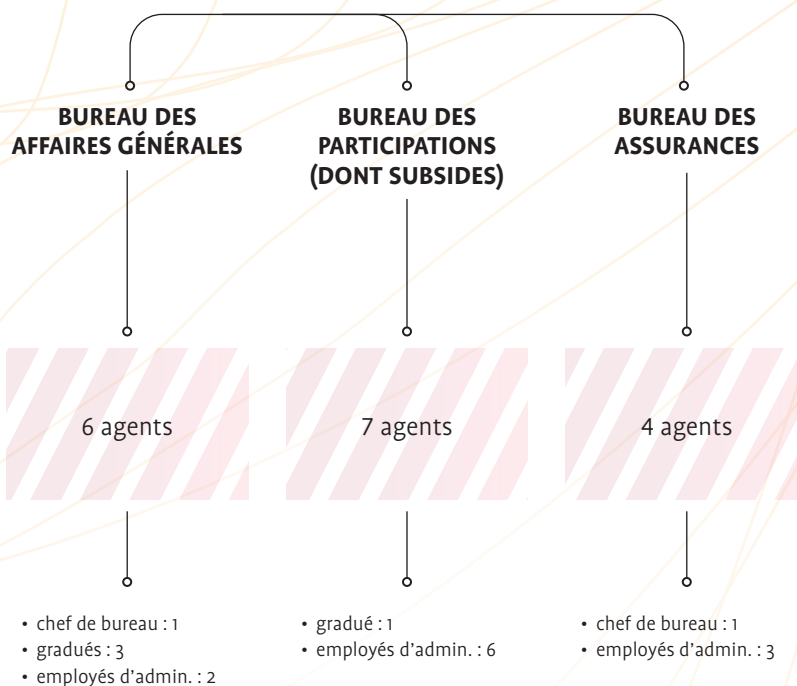 BUREAU DES
AFFAIRES GÉNÉRALES
BUREAU DES
PARTICIPATIONS
(DONT SUBSIDES)
BUREAU DES
ASSURANCES
6 agents
7 agents
4 agents
• chef de bureau : 1
• gradués : 3
• employés d’admin. : 2
• gradué : 1
• employés d’admin. : 6
• chef de bureau : 1
• employés d’admin. : 3